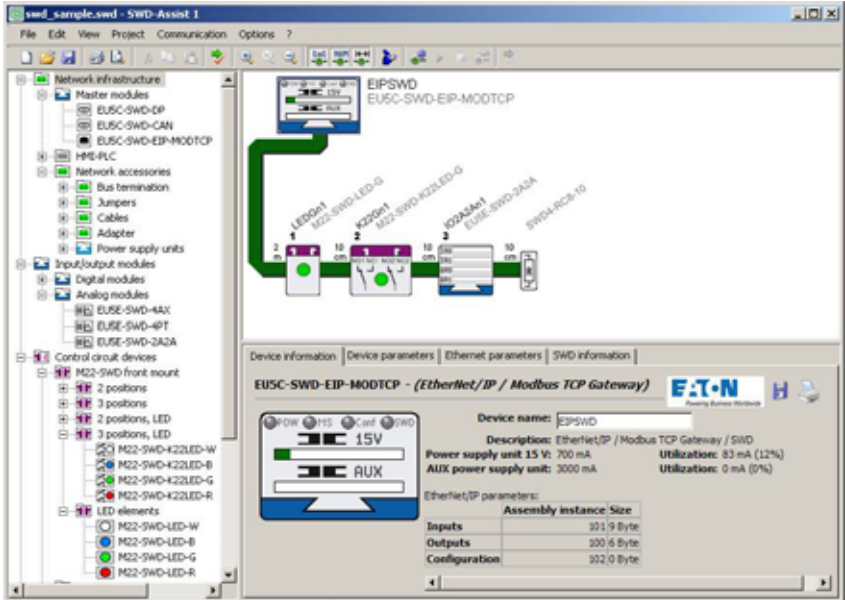 swd_sample.swd - SWD-Assist 1
File Edit View Project Communication Options ?
Network infrastructure
Master modules
EU5C-SWD-DP
EU5C-SWD-CAN
EU5C-SWD-EIP-MODTCP
HMI-PLC
Network accessories
Bus termination
Jumpers
Cables
Adapter
Power supply units
Input/output modules
Digital modules
Analog modules
EU5E-SWD-4AX
EU5E-SWD-4PT
EU5E-SWD-2A2A
Control circuit devices
M22-SWD front mount
2 positions
3 positions
2 positions, LED
3 positions, LED
M22-SWD-K22LED-W
M22-SWD-K22LED-B
M22-SWD-K22LED-G
M22-SWD-K22LED-R
LED elements
M22-SWD-LED-W
M22-SWD-LED-B
M22-SWD-LED-G
M22-SWD-LED-R
EIPSWD
EU5C-SWD-EIP-MODTCP
15V
AUX
LEDGn1
M22-SWD-LED-G
K22Gn1
M22-SWD-K22LED-G
IO2A2An1
EU5E-SWD-2A2A
SWD4-RC8-10
1 2 3
2 m
10 cm
10 cm
10 cm
Device information Device parameters Ethernet parameters SWD information
EU5C-SWD-EIP-MODTCP - (EtherNet/IP / Modbus TCP Gateway)
EATON
Powering Business Worldwide
POW MS Conf SWD
15V
AUX
Device name: EIPSWD
Description: EtherNet/IP / Modbus TCP Gateway / SWD
Power supply unit 15 V: 700 mA Utilization: 83 mA (12%)
AUX power supply unit: 3000 mA Utilization: 0 mA (0%)
EtherNet/IP parameters:
Assembly instance Size
Inputs 101 9 Byte
Outputs 100 6 Byte
Configuration 102 0 Byte